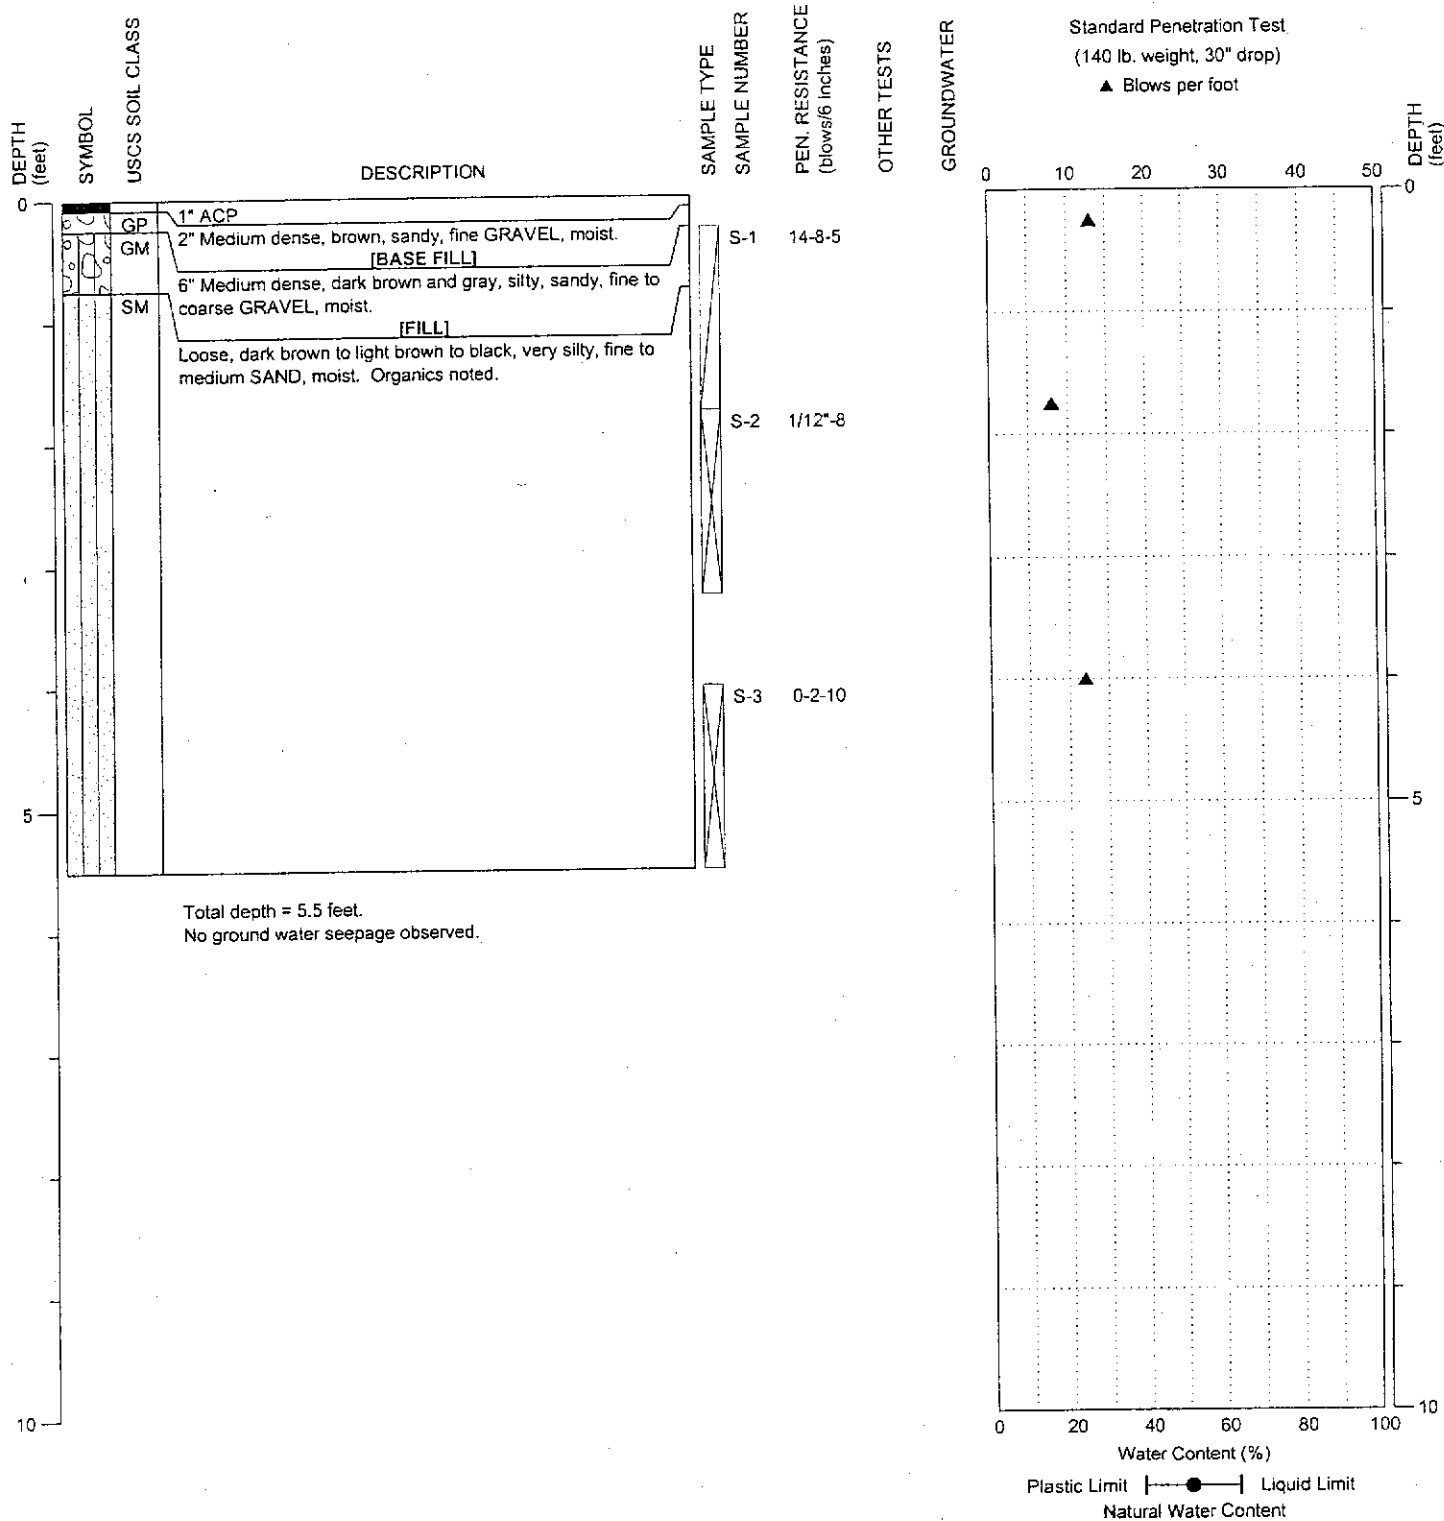 DEPTH
(feet)
SYMBOL
USCS SOIL CLASS
DESCRIPTION
SAMPLE TYPE
SAMPLE NUMBER
PEN. RESISTANCE
(blows/6 inches)
OTHER TESTS
GROUNDWATER
Standard Penetration Test
(140 lb. weight, 30" drop)
▲ Blows per foot
DEPTH
(feet)
0 10 20 30 40 50
0
0
GP
1" ACP
GM
2" Medium dense, brown, sandy, fine GRAVEL, moist.
[BASE FILL]
S-1 14-8-5
6" Medium dense, dark brown and gray, silty, sandy, fine to
coarse GRAVEL, moist.
[FILL]
SM
Loose, dark brown to light brown to black, very silty, fine to
medium SAND, moist. Organics noted.
S-2 1/12"-8
S-3 0-2-10
5
5
Total depth = 5.5 feet.
No ground water seepage observed.
10
10
0 20 40 60 80 100
Water Content (%)
Plastic Limit Liquid Limit
Natural Water Content